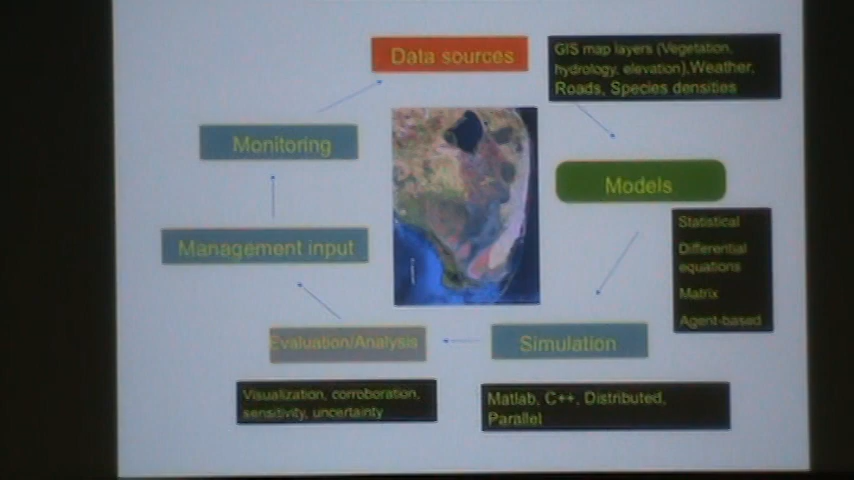 Data sources
GIS map layers (Vegetation,
hydrology, elevation),Weather,
Roads, Species densities
Monitoring
Models
Statistical
Differential
equations
Matrix
Agent-based
Management input
Evaluation/Analysis
Simulation
Visualization, corroboration,
sensitivity, uncertainty
Matlab, C++, Distributed,
Parallel